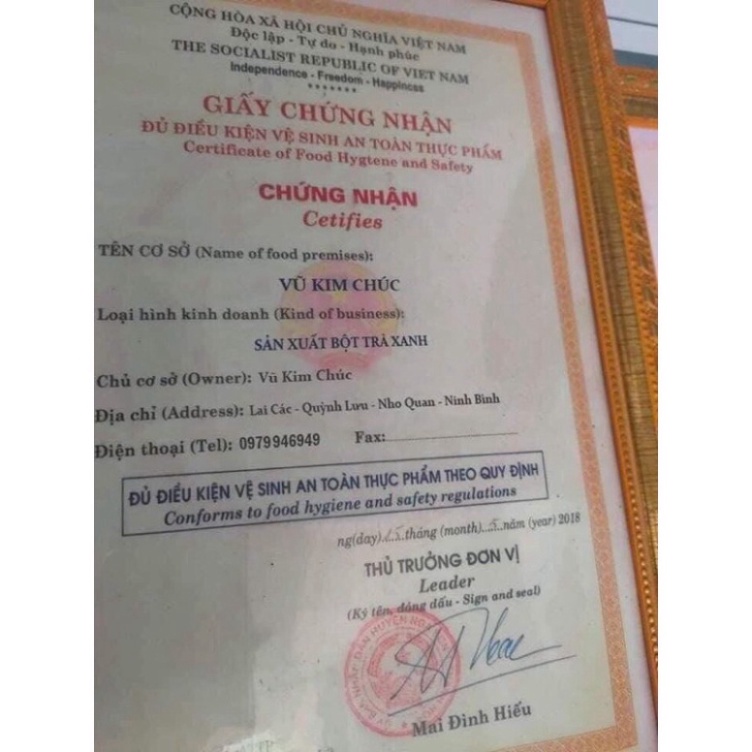 CỘNG HÒA XÃ HỘI CHỦ NGHĨA VIỆT NAM
Độc lập - Tự do - Hạnh phúc
THE SOCIALIST REPUBLIC OF VIET NAM
Independence - Freedom - Happiness
*******
GIẤY CHỨNG NHẬN
ĐỦ ĐIỀU KIỆN VỆ SINH AN TOÀN THỰC PHẨM
Certificate of Food Hygtene and Safety
CHỨNG NHẬN
Cetifies
TÊN CƠ SỞ (Name of food premises):
VŨ KIM CHÚC
Loại hình kinh doanh (Kind of business):
SẢN XUẤT BỘT TRÀ XANH
Chủ cơ sở (Owner): Vũ Kim Chúc
Địa chỉ (Address): Lai Các - Quỳnh Lưu - Nho Quan - Ninh Bình
Điện thoại (Tel): 0979946949 Fax:
ĐỦ ĐIỀU KIỆN VỆ SINH AN TOÀN THỰC PHẨM THEO QUY ĐỊNH
Conforms to food hygiene and safety regulations
ng(day) tháng (month) 5 năm (year) 2018
THỦ TRƯỞNG ĐƠN VỊ
Leader
(Ký tên, đóng dấu - Sign and seal)
NHÂN DÂN HUYỆN
Mai Đình Hiếu